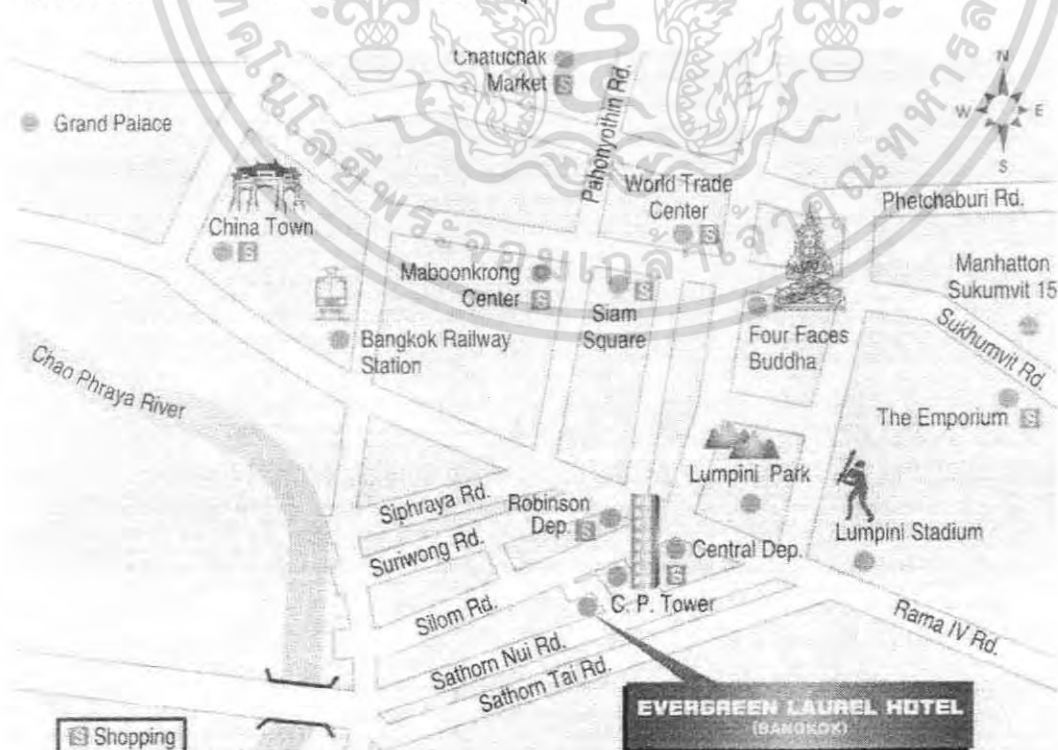 Chatuchak
Market S
Pahonyothin Rd.
N
W E
S
Grand Palace
World Trade
Center
S
Phetchaburi Rd.
China Town
S
Maboonkrong
Center S
S
Siam
Square
Manhatton
Sukumvit 15
Four Faces
Buddha
Sukhumvit Rd.
Bangkok Railway
Station
Chao Phraya River
The Emporium S
Lumpini Park
Siphraya Rd.
Robinson
Dep. S
Lumpini Stadium
Suriwong Rd.
Central Dep.
S
C. P. Tower
Silom Rd.
Rama IV Rd.
Sathorn Nui Rd.
Sathorn Tai Rd.
EVERGREEN LAUREL HOTEL
(BANGKOK)
S Shopping